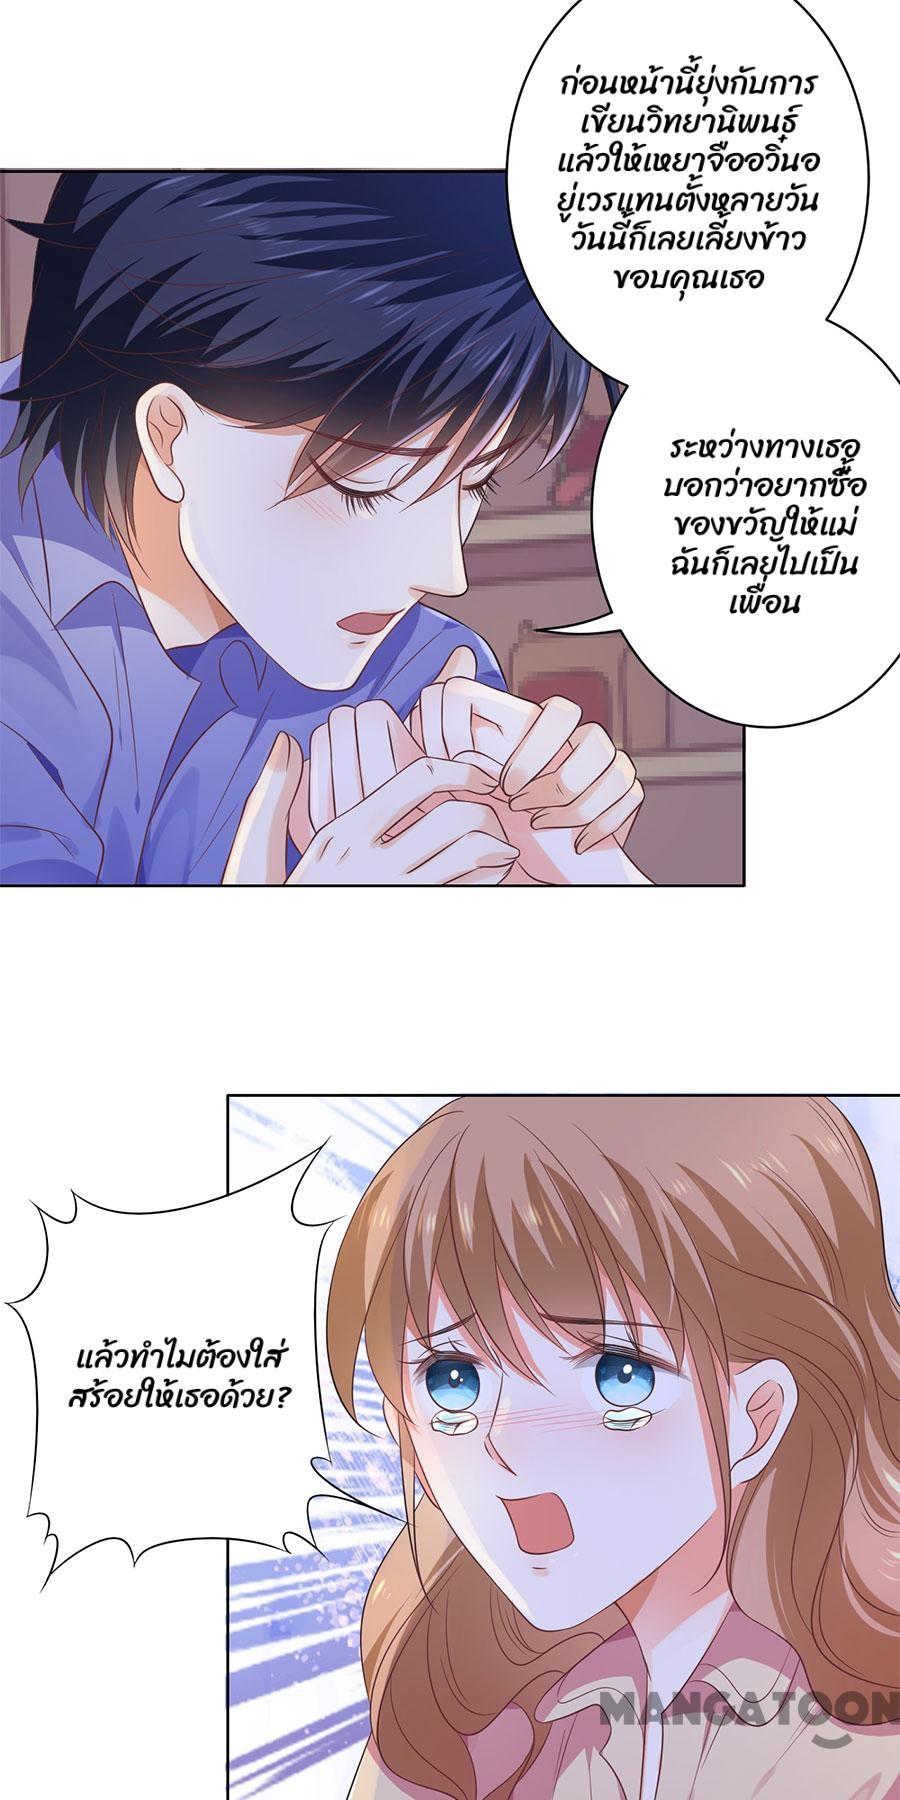 ก่อนหน้านี้ยุ่งกับการ
เขียนวิทยานิพนธ์
แล้วให้เหยาจืออวิ๋นอ
ยู่เวรแทนตั้งหลายวัน
วันนี้ก็เลยเลี้ยงข้าว
ขอบคุณเธอ
ระหว่างทางเธอ
บอกว่าอยากซื้อ
ของขวัญให้แม่
ฉันก็เลยไปเป็น
เพื่อน
แล้วทำไมต้องใส่
สร้อยให้เธอด้วย?
MANGATOON